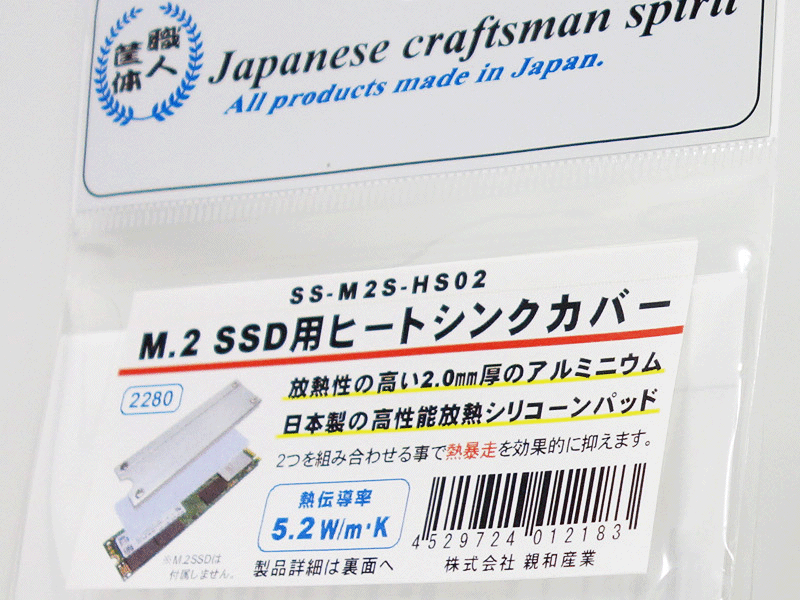 職人
筐体
Japanese craftsman spirit
All products made in Japan.
SS-M2S-HS02
M.2 SSD用ヒートシンクカバー
2280
放熱性の高い2.0mm厚のアルミニウム
日本製の高性能放熱シリコーンパッド
2つを組み合わせる事で熱暴走を効果的に抑えます。
熱伝導率
5.2W/m·K
4529724 012183
※M.2SSDは
付属しません。
製品詳細は裏面へ
株式会社 親和産業